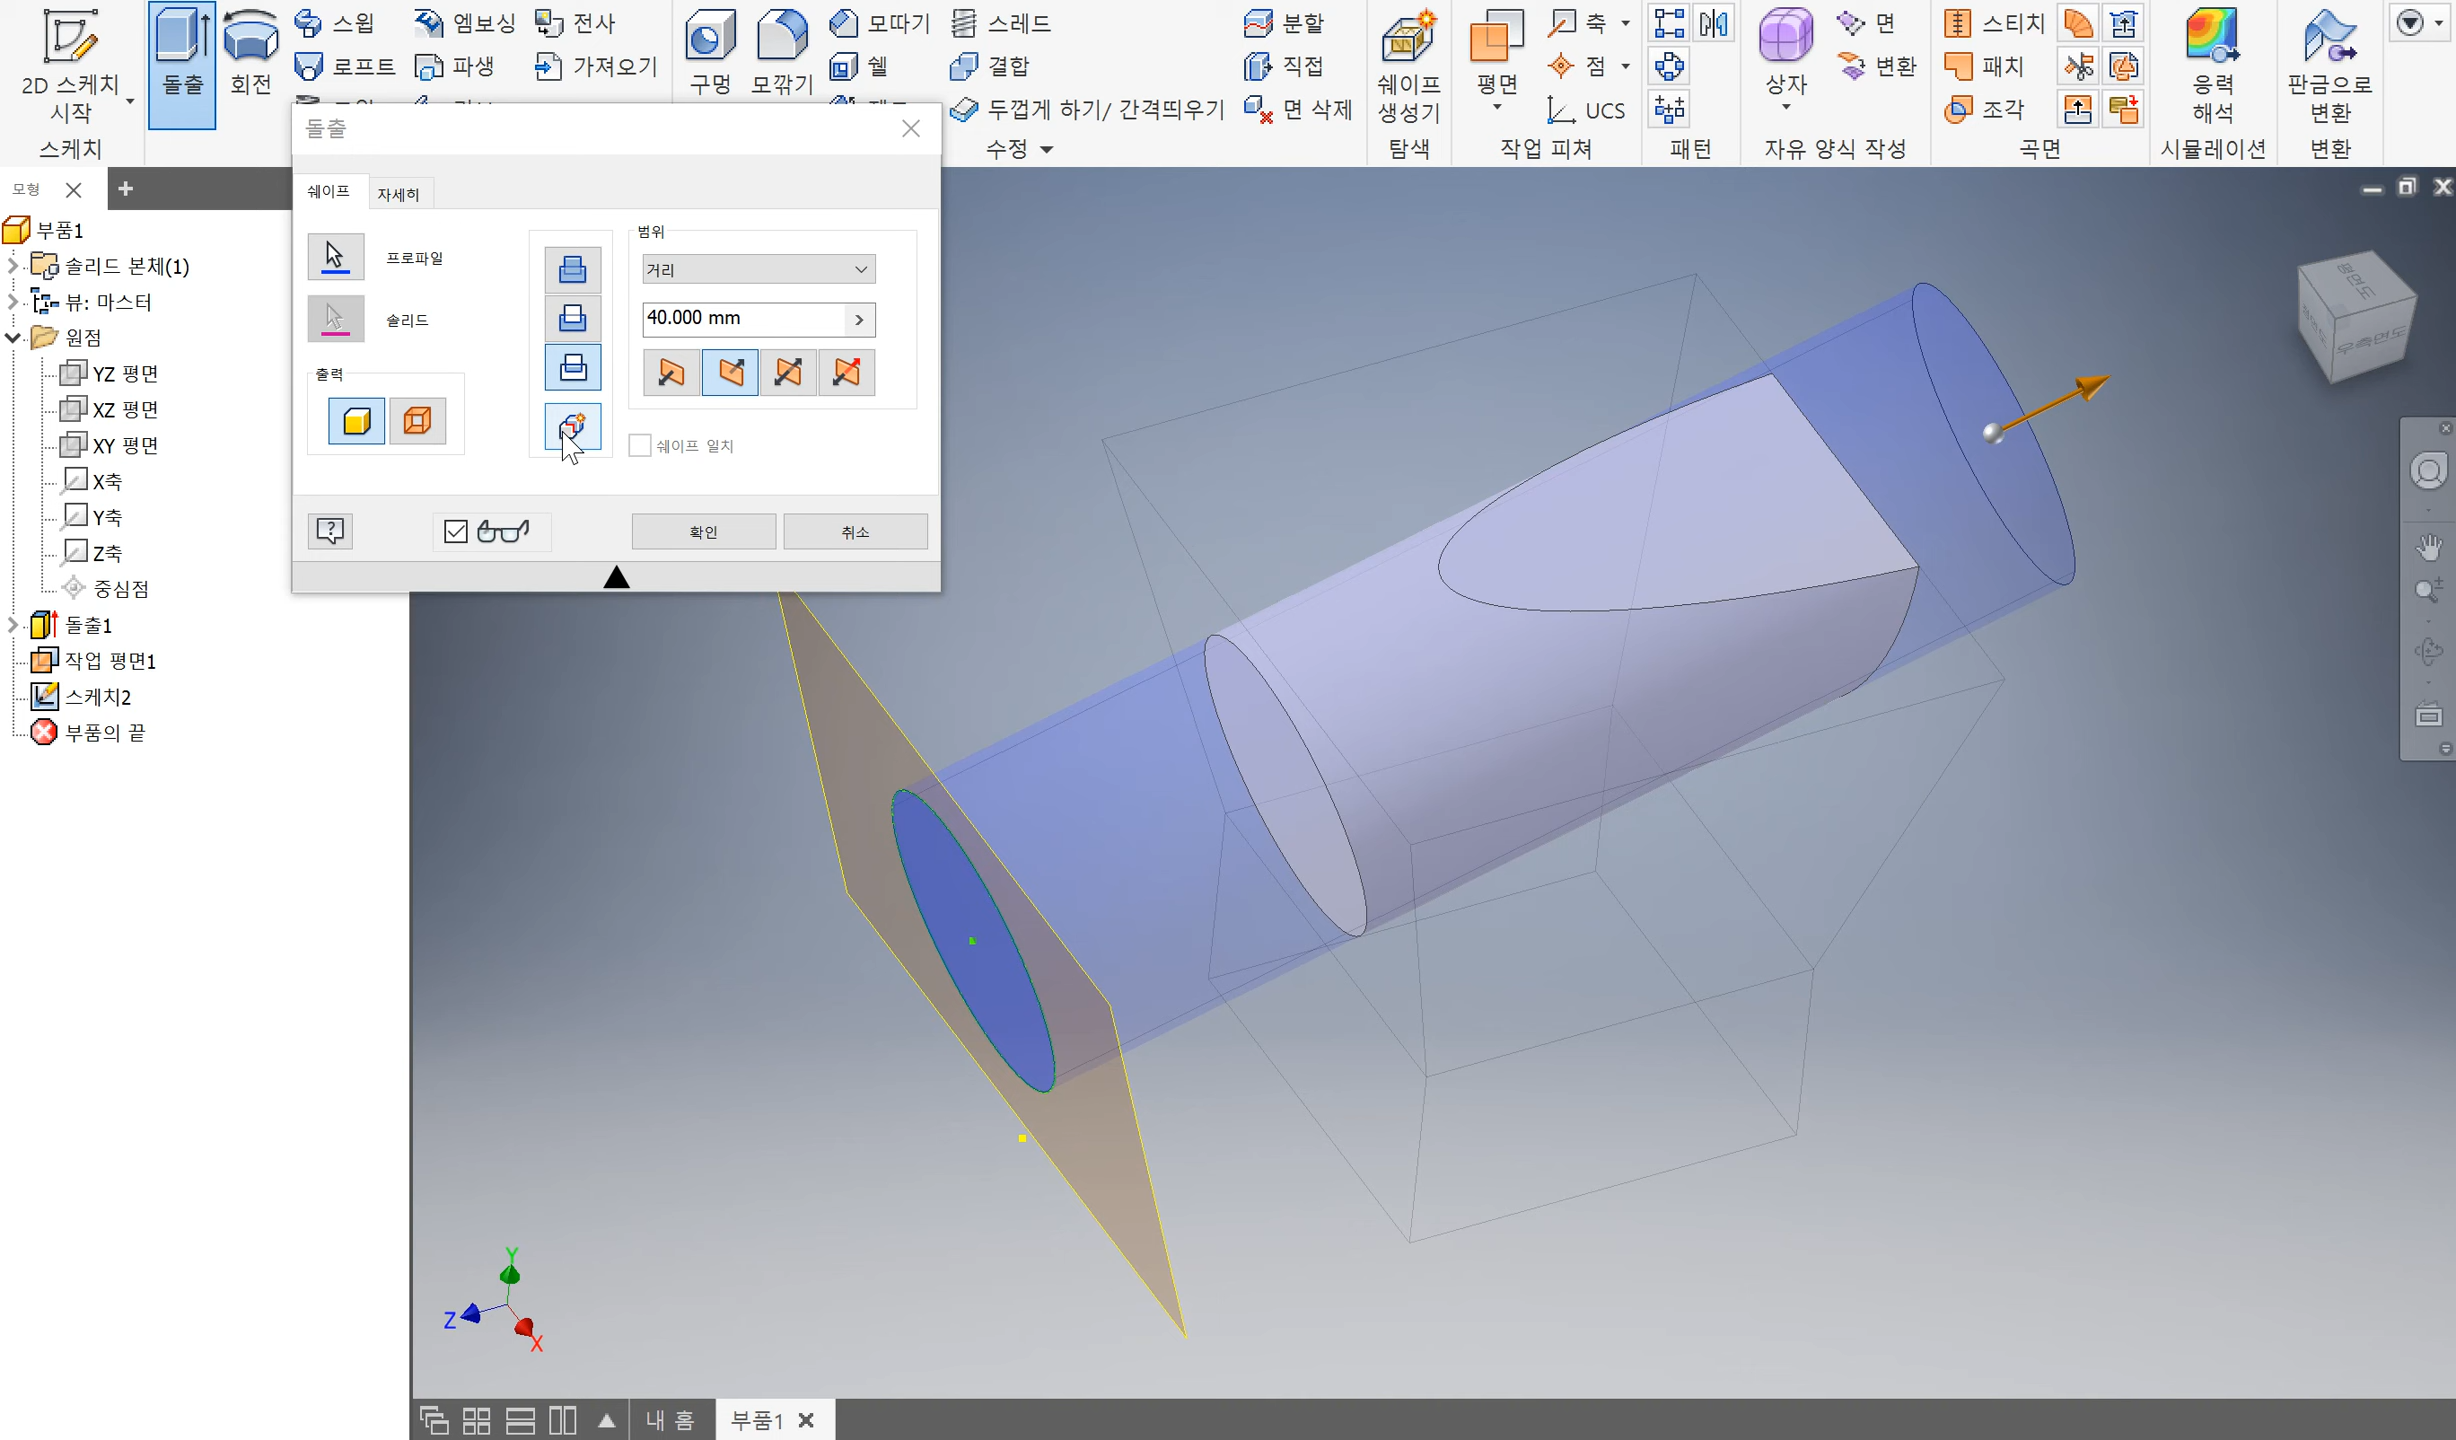 2D 스케치
시작
돌출
회전
스윕
로프트
엠보싱
파생
전사
가져오기
스케치
구멍
모깎기
모따기
쉘
스레드
결합
두껍게 하기/ 간격띄우기
분할
직접
면 삭제
수정
쉐이프
생성기
탐색
평면
축
점
UCS
작업 피쳐
패턴
상자
면
변환
자유 양식 작성
스티치
패치
조각
곡면
응력
해석
시뮬레이션
판금으로
변환
변환
모형
부품1
솔리드 본체(1)
뷰: 마스터
원점
YZ 평면
XZ 평면
XY 평면
X축
Y축
Z축
중심점
돌출1
작업 평면1
스케치2
부품의 끝
돌출
쉐이프
자세히
프로파일
솔리드
출력
범위
거리
40.000 mm
쉐이프 일치
확인
취소
평면도
우측면도
Y
Z
X
내 홈
부품1